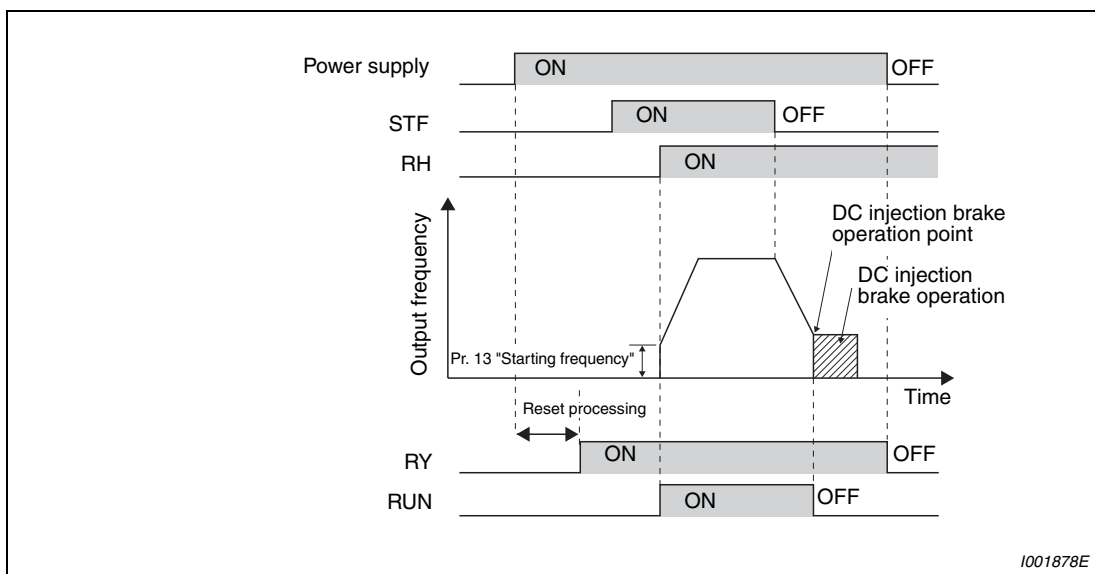 Power supply
ON
OFF
STF
ON
OFF
RH
ON
Output frequency
DC injection brake
operation point
DC injection
brake operation
Pr. 13 "Starting frequency"
Time
Reset processing
RY
ON
OFF
RUN
ON
OFF
I001878E